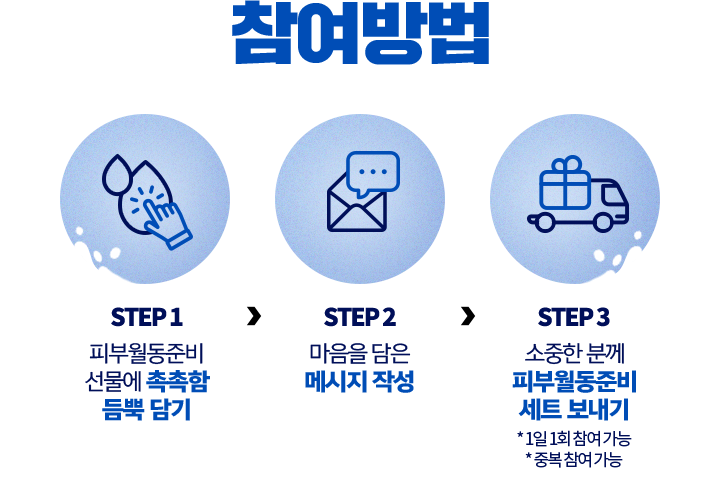 참여방법
STEP 1
피부월동준비
선물에 촉촉함
듬뿍 담기
STEP 2
마음을 담은
메시지 작성
STEP 3
소중한 분께
피부월동준비
세트 보내기
* 1일 1회 참여 가능
* 중복 참여 가능